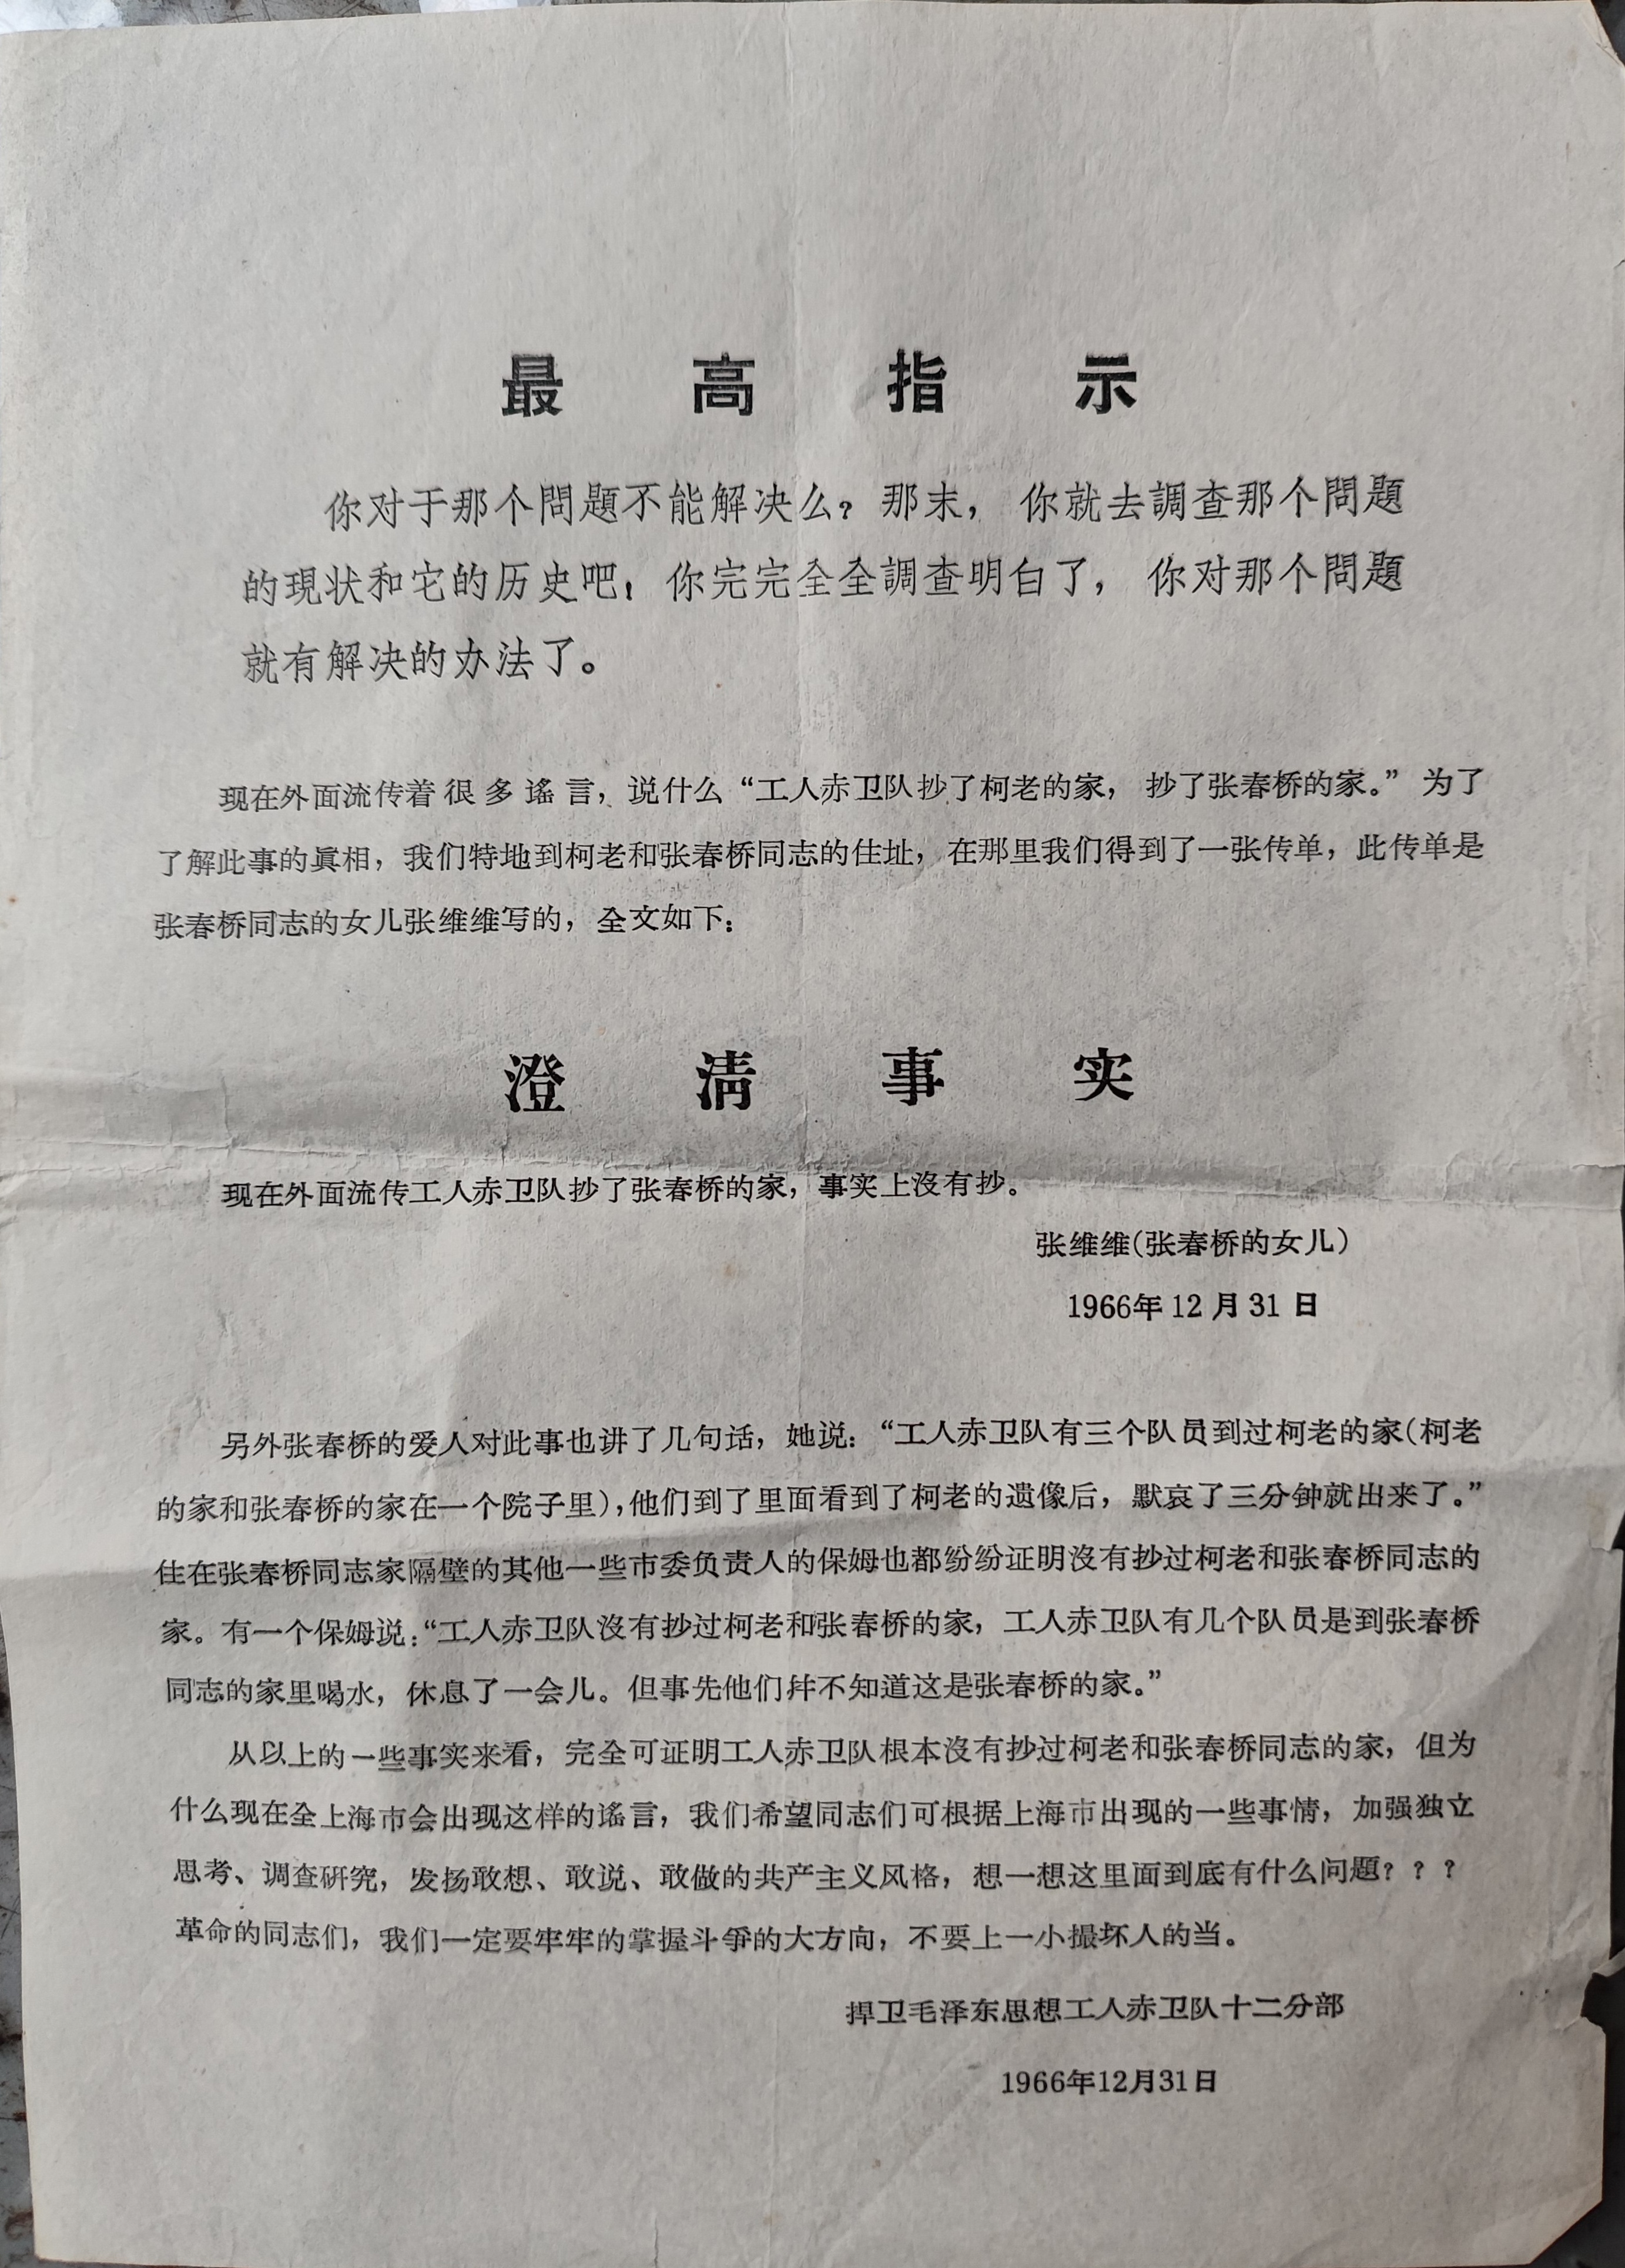 最高指示
你对于那个問題不能解决么？那末，你就去調查那个問題
的現状和它的历史吧！你完完全全調查明白了，你对那个問題
就有解决的办法了。
现在外面流传着很多谣言，说什么“工人赤卫队抄了柯老的家，抄了张春桥的家。”为了
了解此事的眞相，我们特地到柯老和张春桥同志的住址，在那里我们得到了一张传单，此传单是
张春桥同志的女儿张维维写的，全文如下：
澄清事实
现在外面流传工人赤卫队抄了张春桥的家，事实上沒有抄。
张维维（张春桥的女儿）
1966年12月31日
另外张春桥的爱人对此事也讲了几句话，她说：“工人赤卫队有三个队员到过柯老的家（柯老
的家和张春桥的家在一个院子里），他们到了里面看到了柯老的遗像后，默哀了三分钟就出来了。”
住在张春桥同志家隔壁的其他一些市委负责人的保姆也都纷纷证明沒有抄过柯老和张春桥同志的
家。有一个保姆说：“工人赤卫队沒有抄过柯老和张春桥的家，工人赤卫队有几个队员是到张春桥
同志的家里喝水，休息了一会儿。但事先他们幷不知道这是张春桥的家。”
从以上的一些事实来看，完全可证明工人赤卫队根本沒有抄过柯老和张春桥同志的家，但为
什么现在全上海市会出现这样的谣言，我们希望同志们可根据上海市出现的一些事情，加强独立
思考、调查研究，发扬敢想、敢说、敢做的共产主义风格，想一想这里面到底有什么问题？？？
革命的同志们，我们一定要牢牢的掌握斗爭的大方向，不要上一小撮坏人的当。
捍卫毛泽东思想工人赤卫队十二分部
1966年12月31日